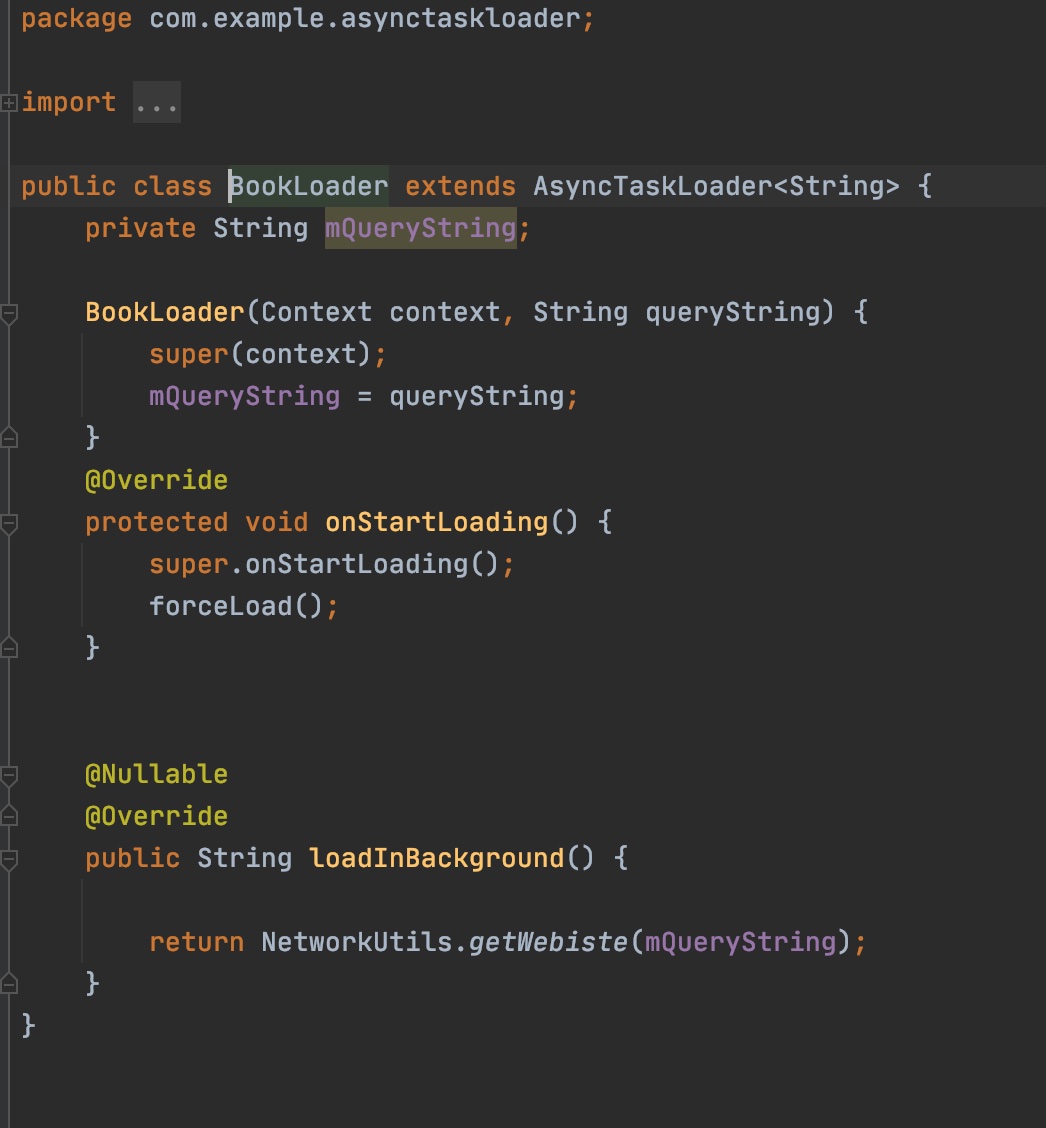 package com.example.asynctaskloader;
import ...
public class BookLoader extends AsyncTaskLoader<String> {
private String mQueryString;
BookLoader(Context context, String queryString) {
super(context);
mQueryString = queryString;
}
@Override
protected void onStartLoading() {
super.onStartLoading();
forceLoad();
}
@Nullable
@Override
public String loadInBackground() {
return NetworkUtils.getWebiste(mQueryString);
}
}